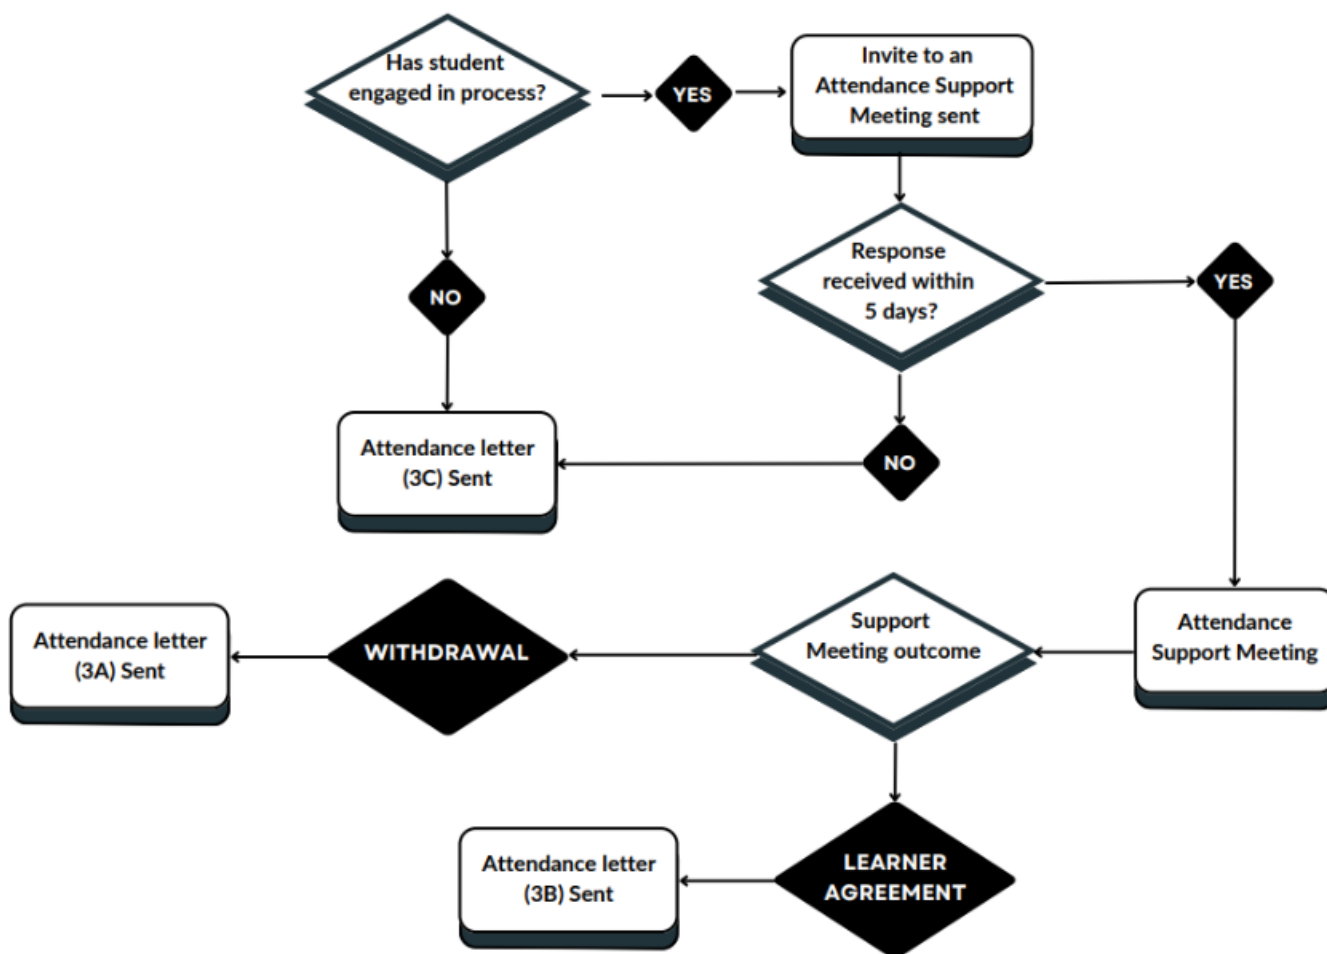 Has student
engaged in process?
YES
Invite to an
Attendance Support
Meeting sent
Response
received within
5 days?
YES
NO
NO
Attendance letter
(3C) Sent
Attendance
Support Meeting
Support
Meeting outcome
WITHDRAWAL
Attendance letter
(3A) Sent
LEARNER
AGREEMENT
Attendance letter
(3B) Sent